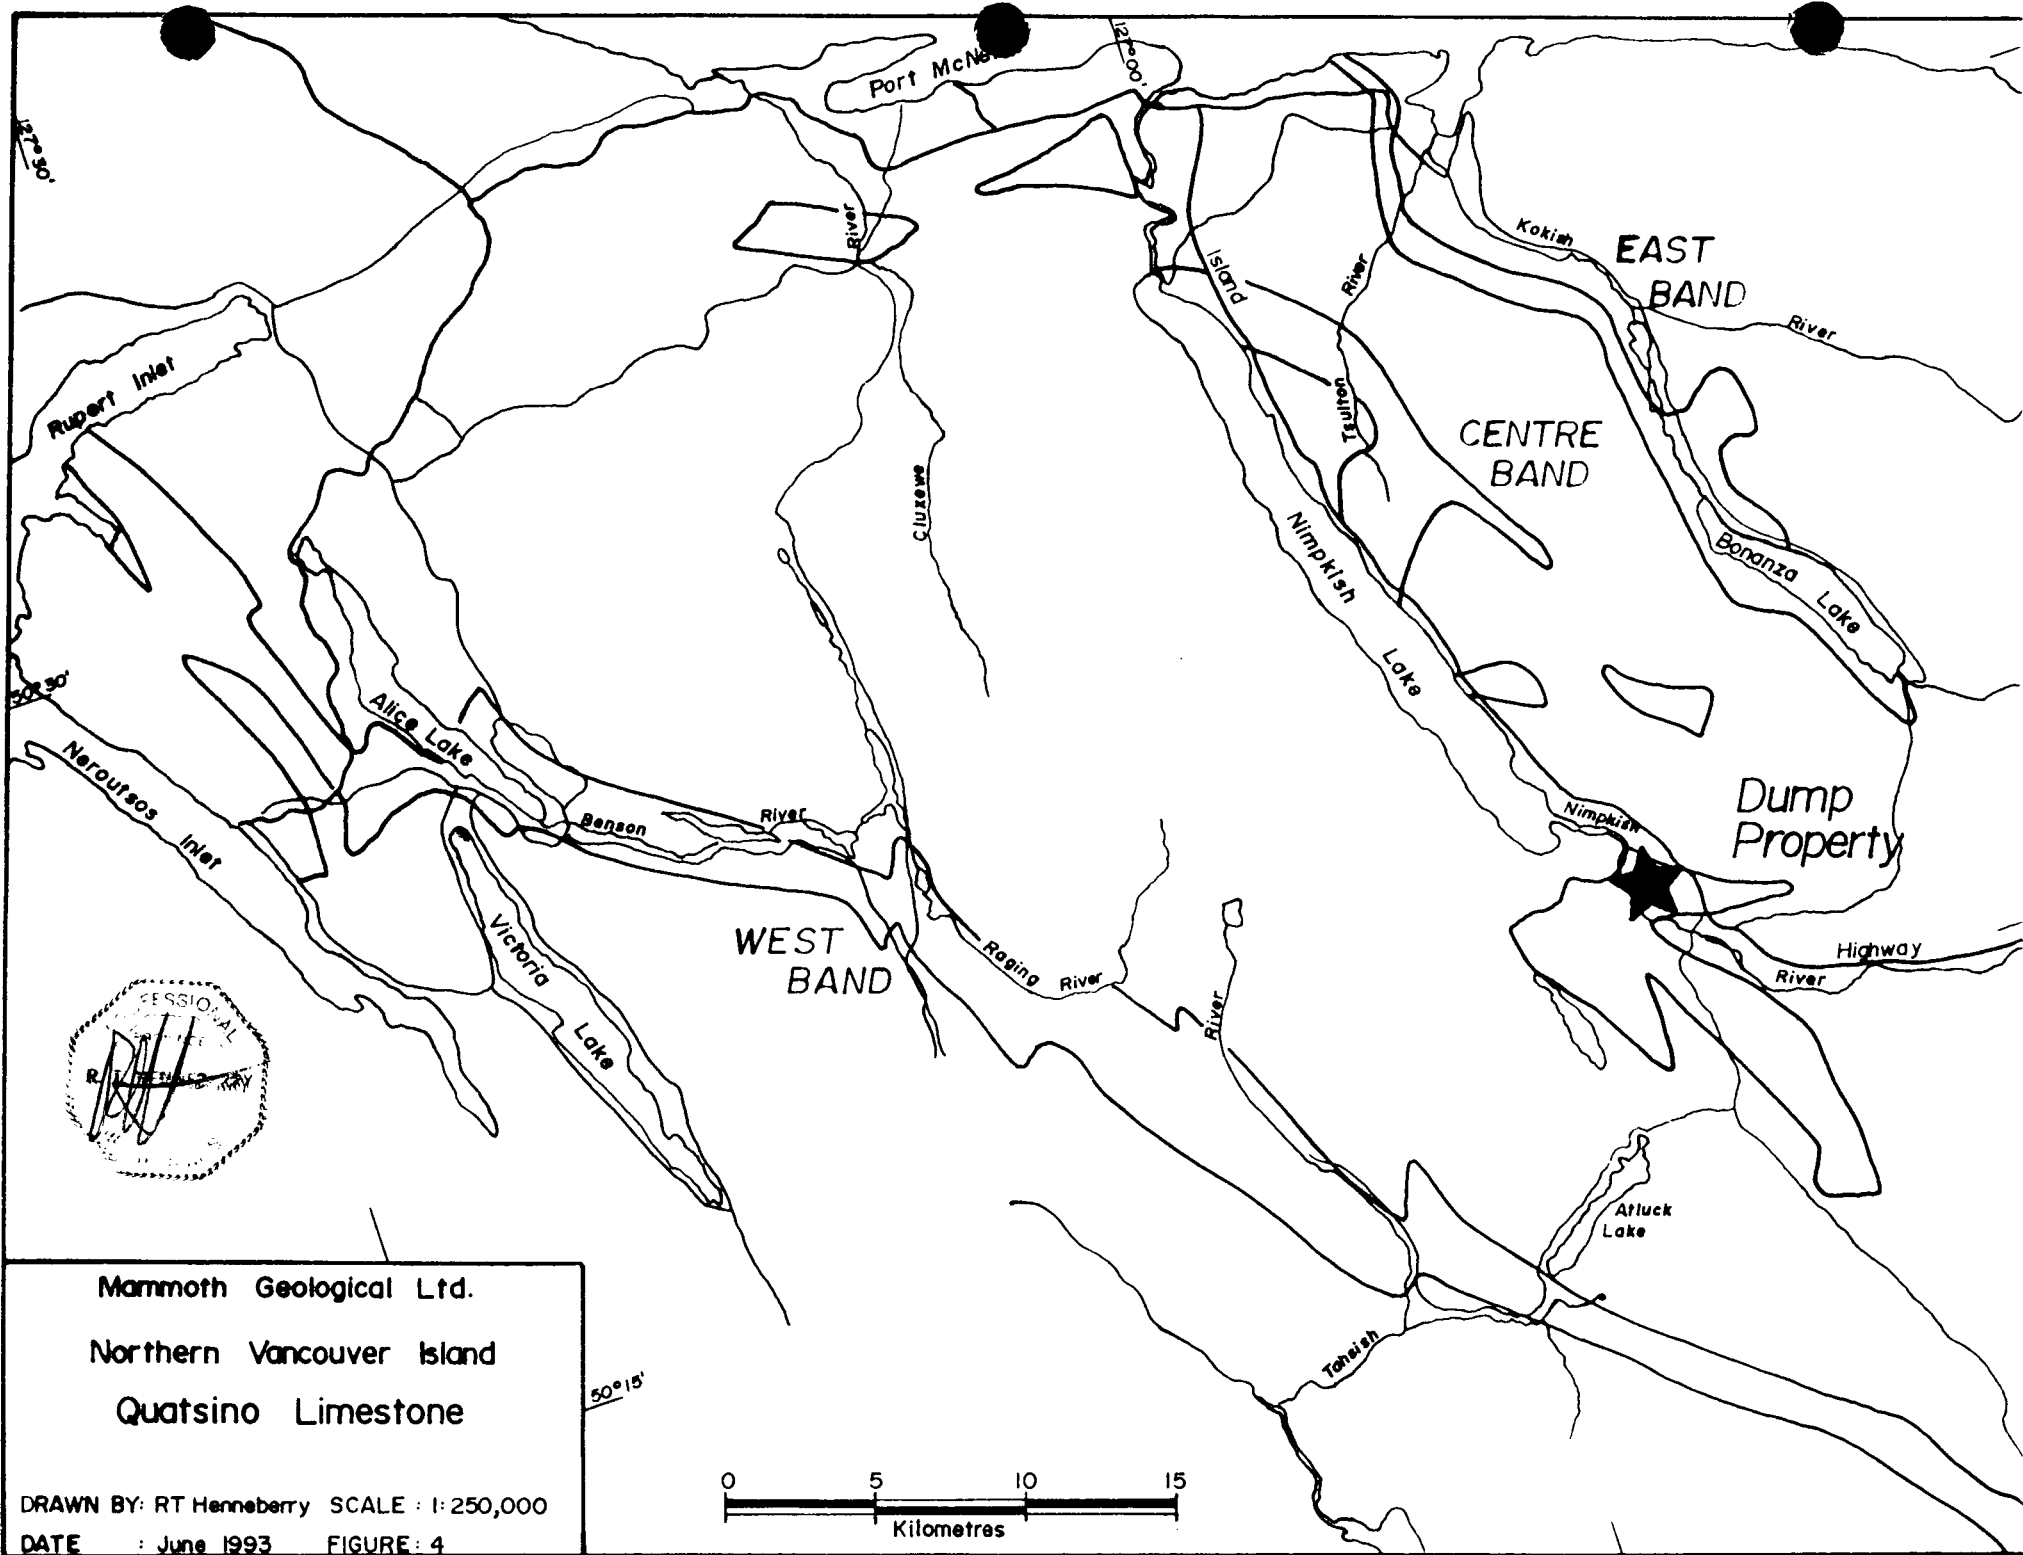 Port McNe
127°00'
127°30'
River
Island
River
Kokish
EAST
BAND
River
Rupert Inlet
Tsulton
CENTRE
BAND
Cluxewe
Nimpkish
Lake
Bonanza
Lake
50°30'
Alice Lake
Neroutsos
Inlet
Benson
River
Nimpkish
Dump
Property
Victoria
Lake
WEST
BAND
Raging
River
River
Highway
River
FESSIONAL
Atluck
Lake
Tahsish
50°15'
Mammoth Geological Ltd.
Northern Vancouver Island
Quatsino Limestone
DRAWN BY: RT Henneberry SCALE : 1:250,000
DATE : June 1993 FIGURE: 4
0 5 10 15
Kilometres